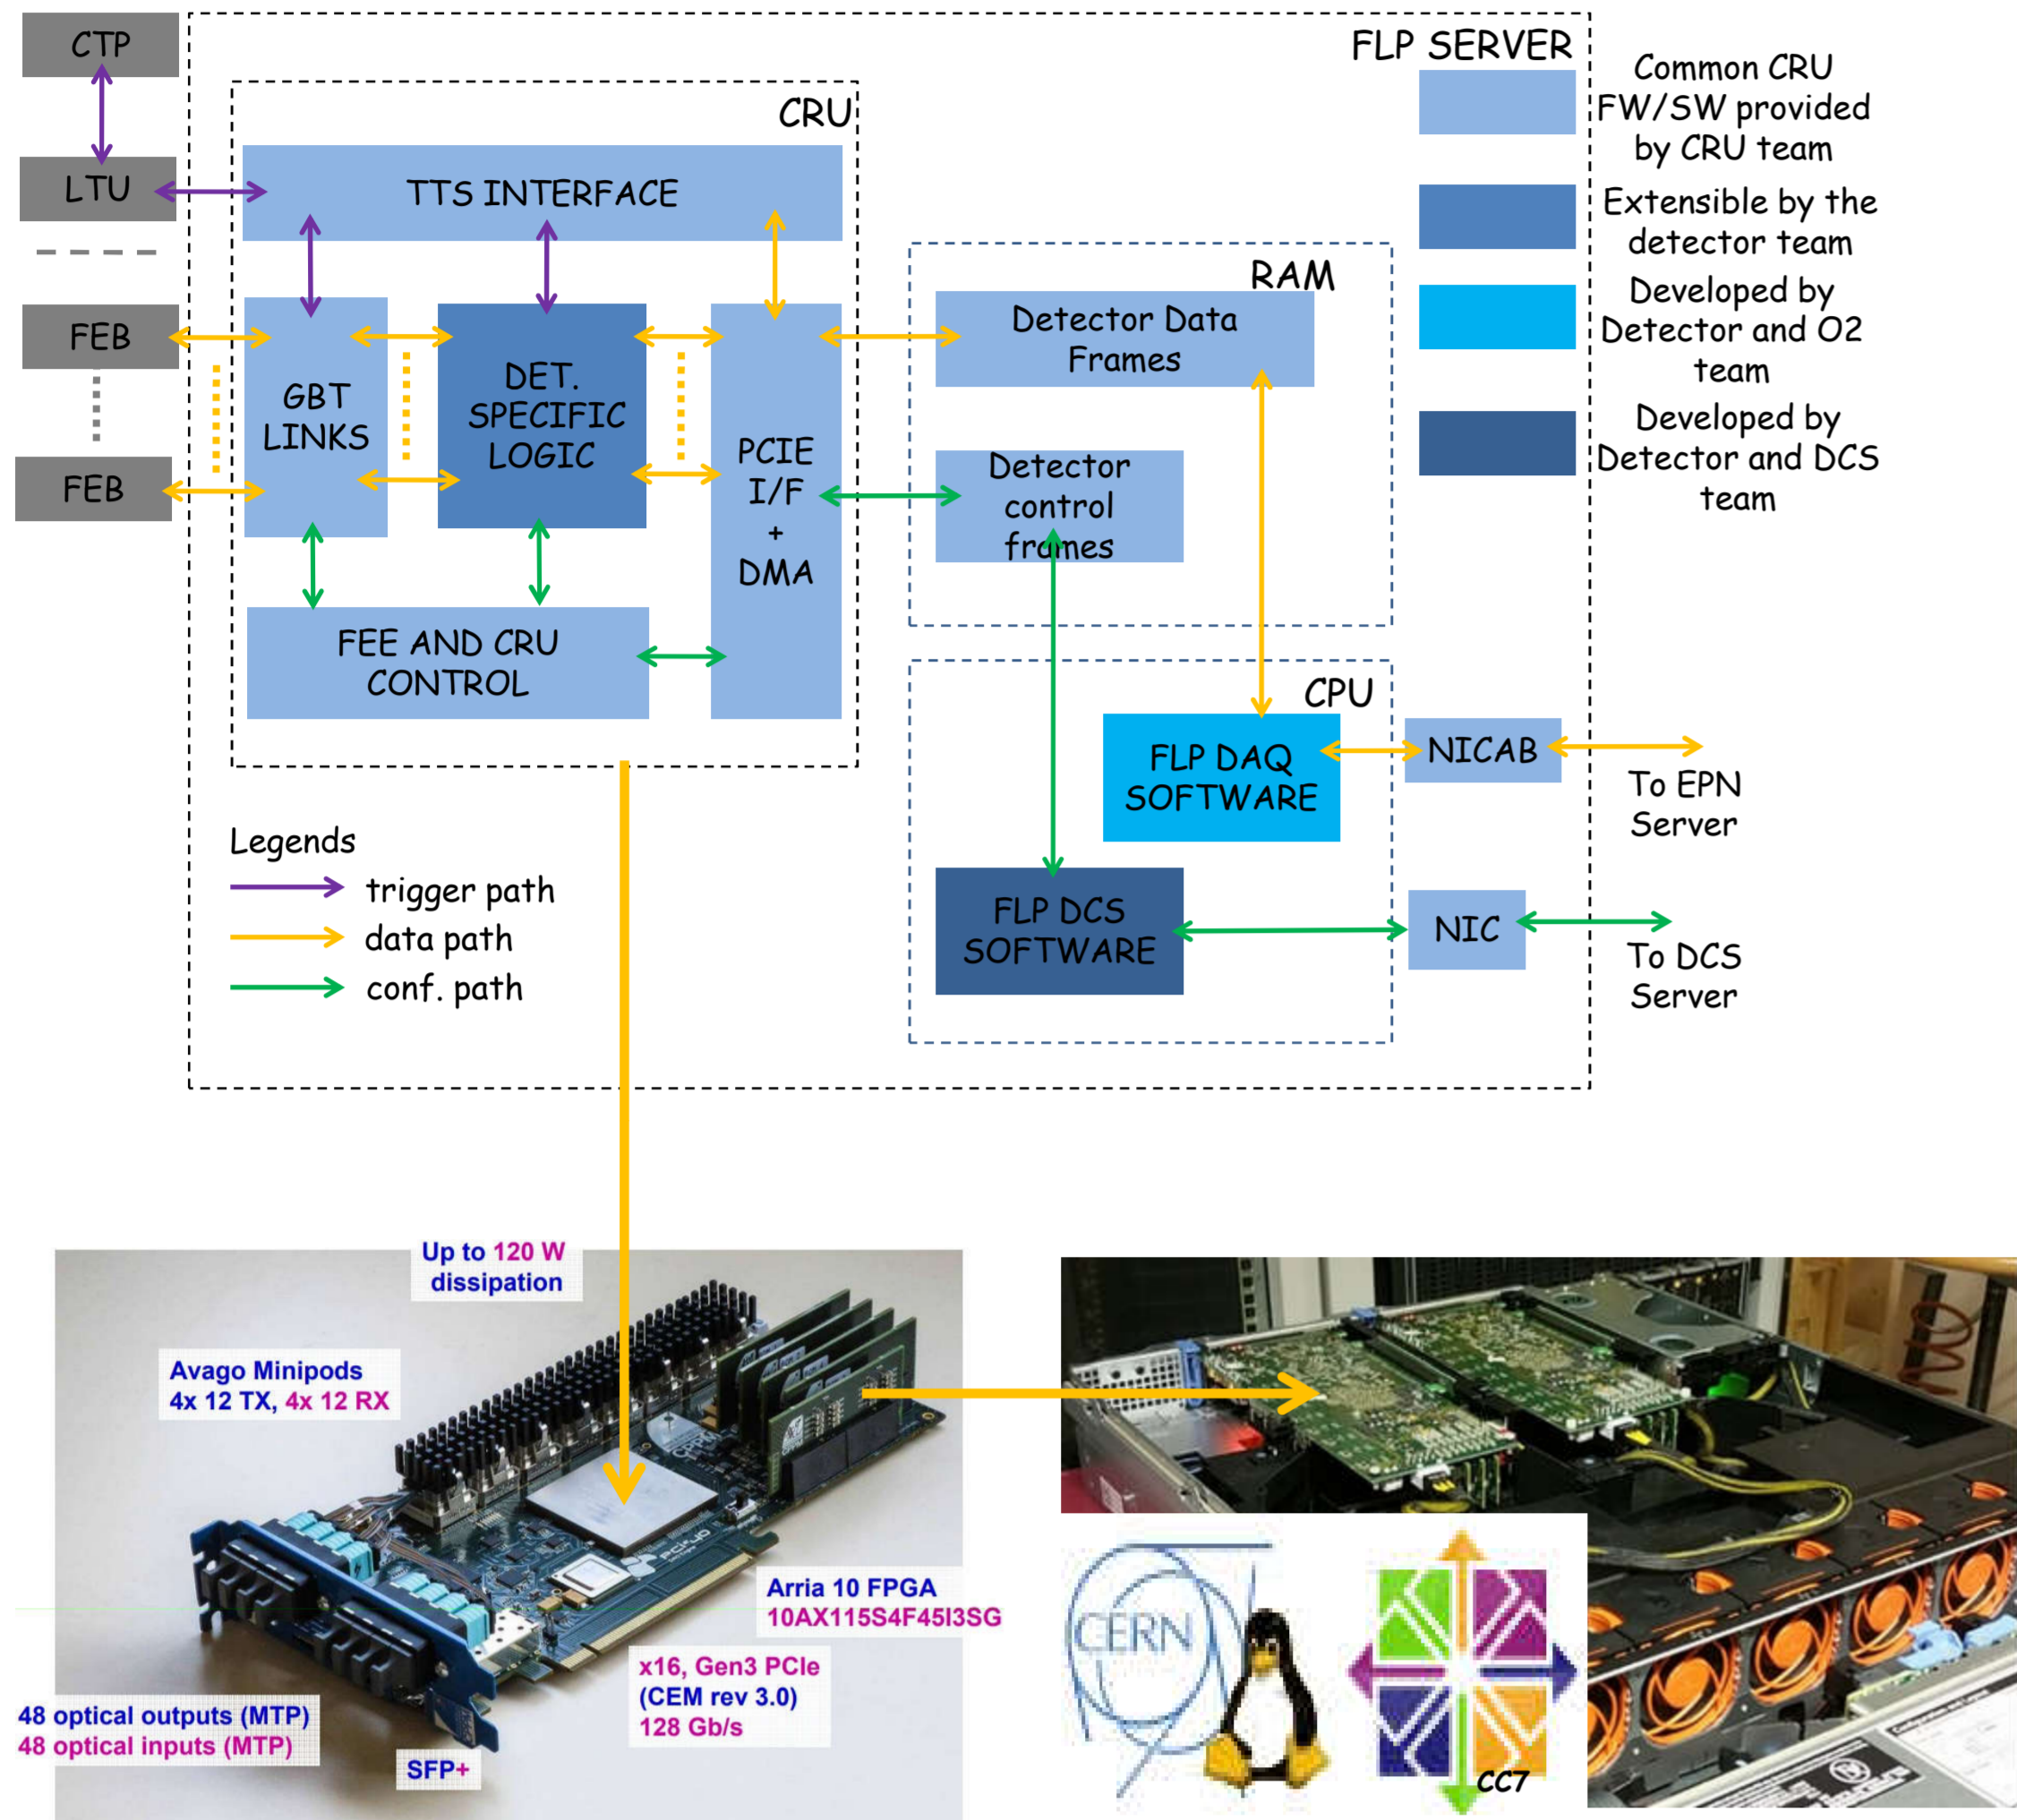 CTP
LTU
FEB
FEB
FLP SERVER
CRU
TTS INTERFACE
GBT
LINKS
DET.
SPECIFIC
LOGIC
PCIE
I/F
+
DMA
FEE AND CRU
CONTROL
RAM
Detector Data
Frames
Detector
control
frames
CPU
FLP DAQ
SOFTWARE
FLP DCS
SOFTWARE
NICAB
NIC
To EPN
Server
To DCS
Server
Common CRU
FW/SW provided
by CRU team
Extensible by the
detector team
Developed by
Detector and O2
team
Developed by
Detector and DCS
team
Legends
trigger path
data path
conf. path
Up to 120 W
dissipation
Avago Minipods
4x 12 TX, 4x 12 RX
Arria 10 FPGA
10AX115S4F45I3SG
x16, Gen3 PCIe
(CEM rev 3.0)
128 Gb/s
48 optical outputs (MTP)
48 optical inputs (MTP)
SFP+
CERN
CC7